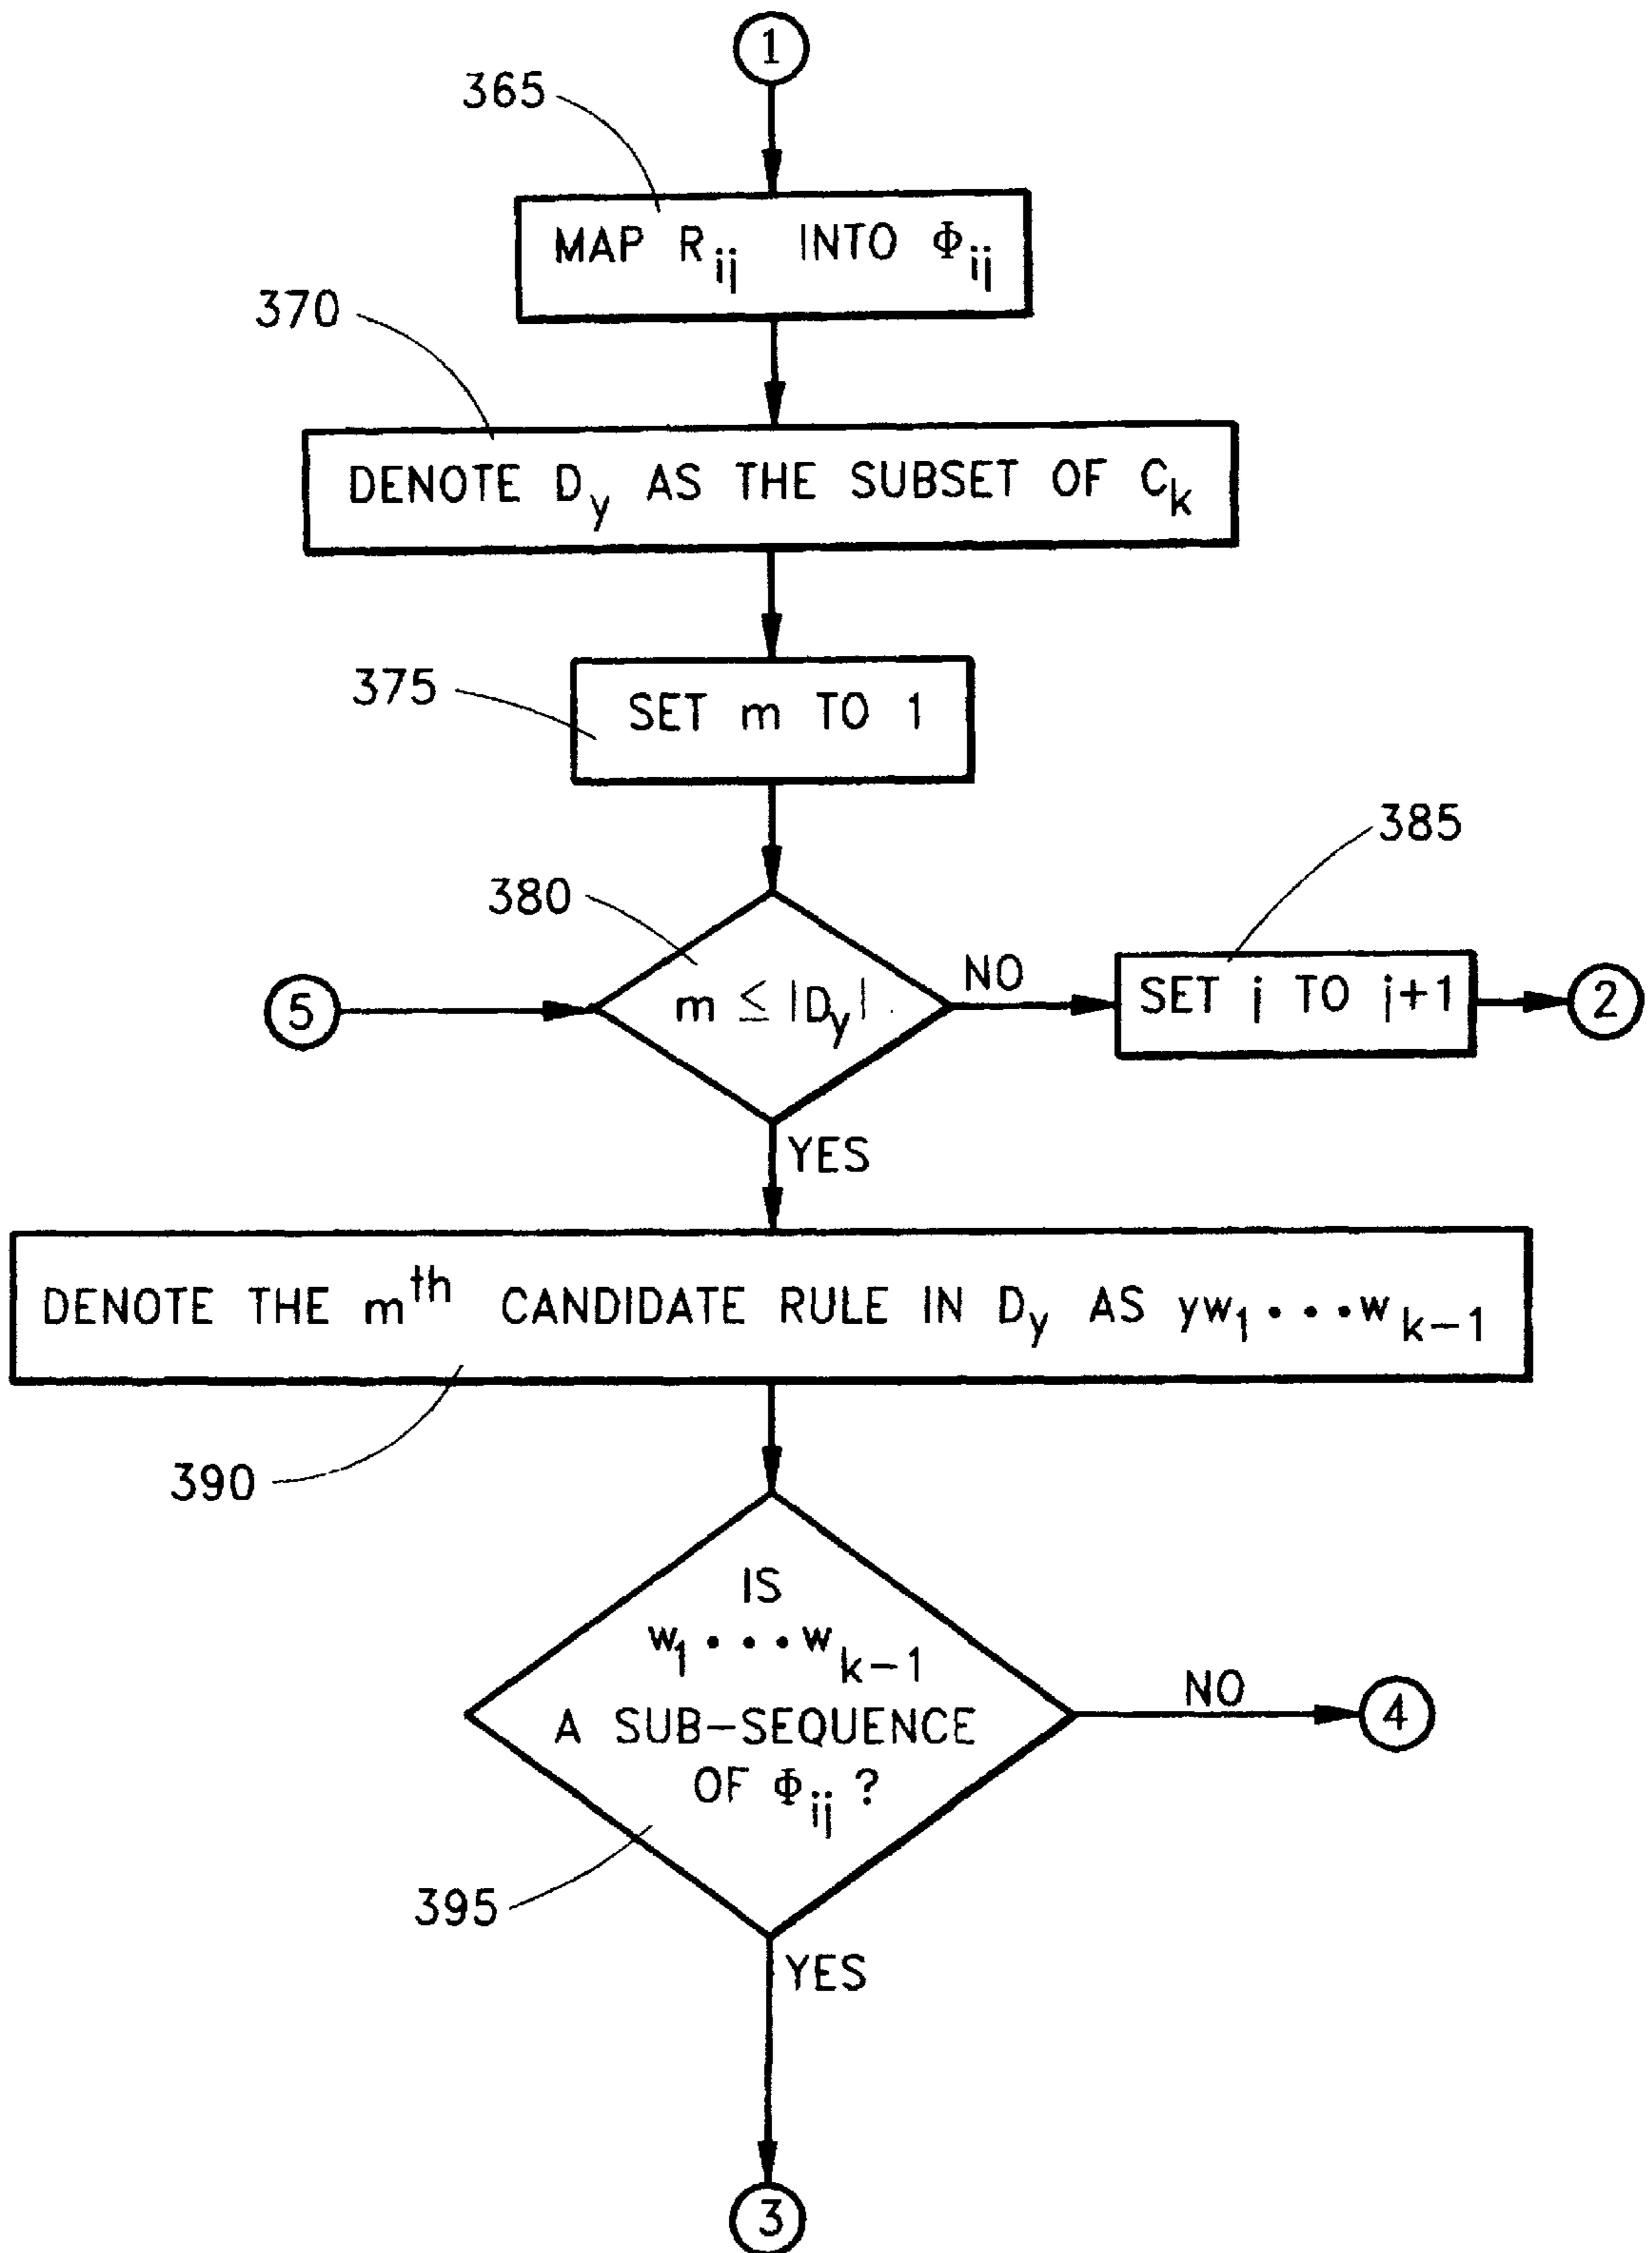 1
365
MAP R_ij INTO Φ_ij
370
DENOTE D_y AS THE SUBSET OF C_k
375
SET m TO 1
385
380
5
m ≤ |D_y|
NO
SET j TO j+1
2
YES
DENOTE THE m^th CANDIDATE RULE IN D_y AS yw_1 • • • w_k-1
390
IS
w_1 • • • w_k-1
A SUB-SEQUENCE
OF Φ_ij ?
NO
4
395
YES
3